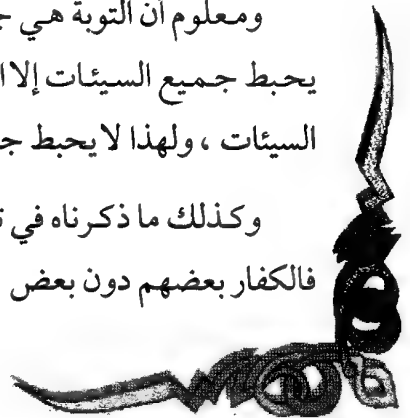 ومعلوم أن التوبة هي
يحبط جميع السيئات إلا
السيئات ، ولهذا لا يحبط
وكذلك ما ذكرناه في
فالكفار بعضهم دون بعض